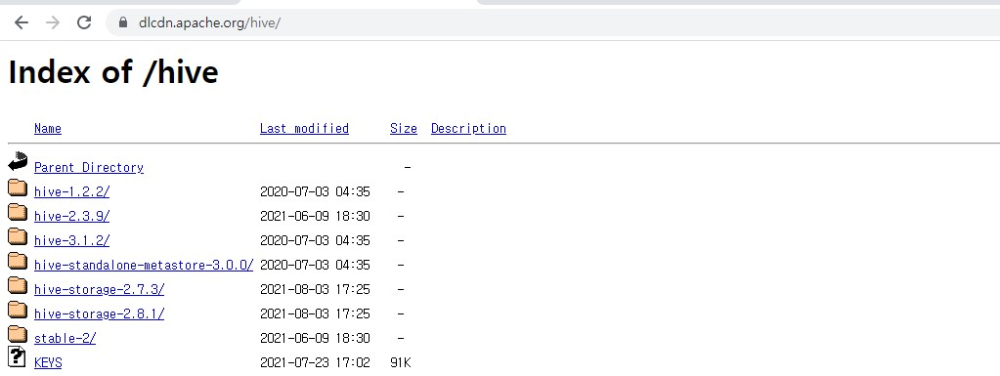 dlcdn.apache.org/hive/
Index of /hive
Name Last modified Size Description
Parent Directory -
hive-1.2.2/ 2020-07-03 04:35 -
hive-2.3.9/ 2021-06-09 18:30 -
hive-3.1.2/ 2020-07-03 04:35 -
hive-standalone-metastore-3.0.0/ 2020-07-03 04:35 -
hive-storage-2.7.3/ 2021-08-03 17:25 -
hive-storage-2.8.1/ 2021-08-03 17:25 -
stable-2/ 2021-06-09 18:30 -
KEYS 2021-07-23 17:02 91K